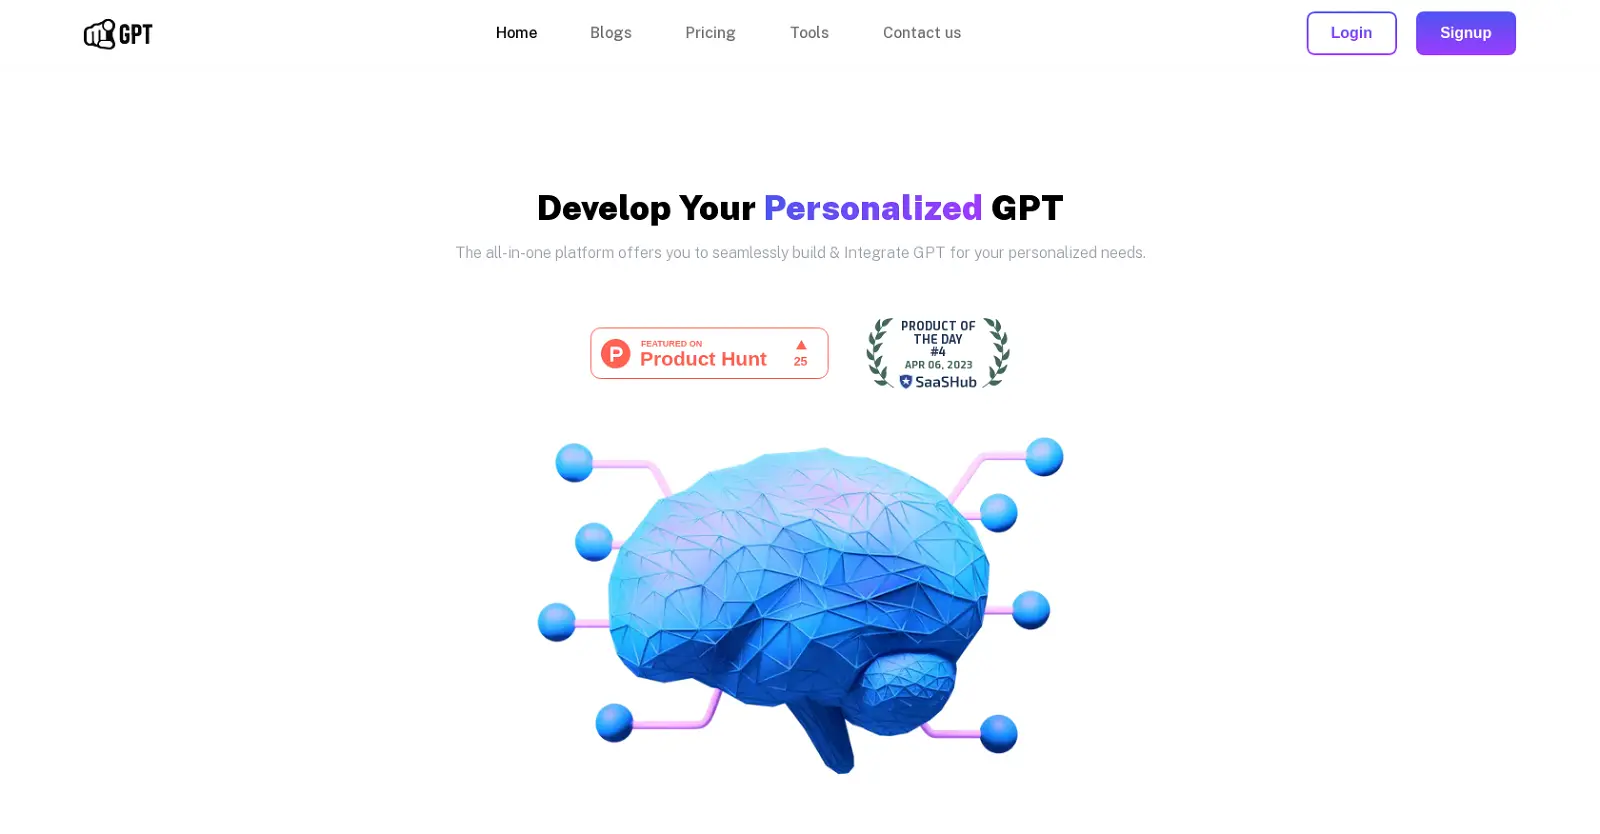 GPT
Home
Blogs
Pricing
Tools
Contact us
Login
Signup
Develop Your Personalized GPT
The all-in-one platform offers you to seamlessly build & Integrate GPT for your personalized needs.
P
FEATURED ON
Product Hunt
25
PRODUCT OF
THE DAY
#4
APR 06, 2023
SaaSHub